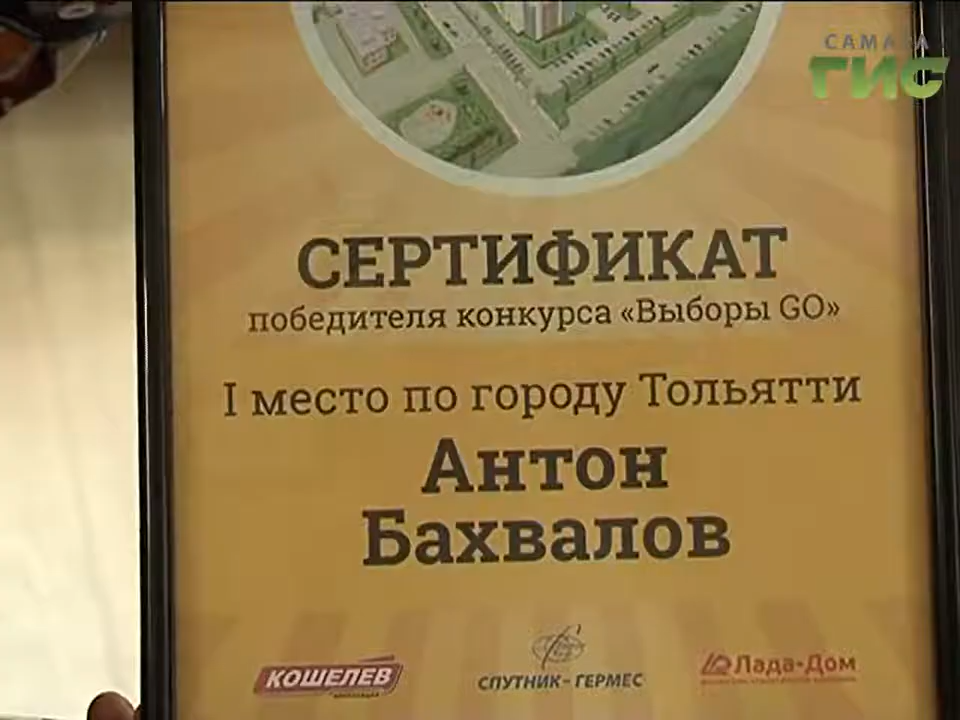 САМАРА
ГИС
СЕРТИФИКАТ
победителя конкурса «Выборы GO»
I место по городу Тольятти
Антон
Бахвалов
КОШЕЛЕВ
СПУТНИК-ГЕРМЕС
Лада-Дом